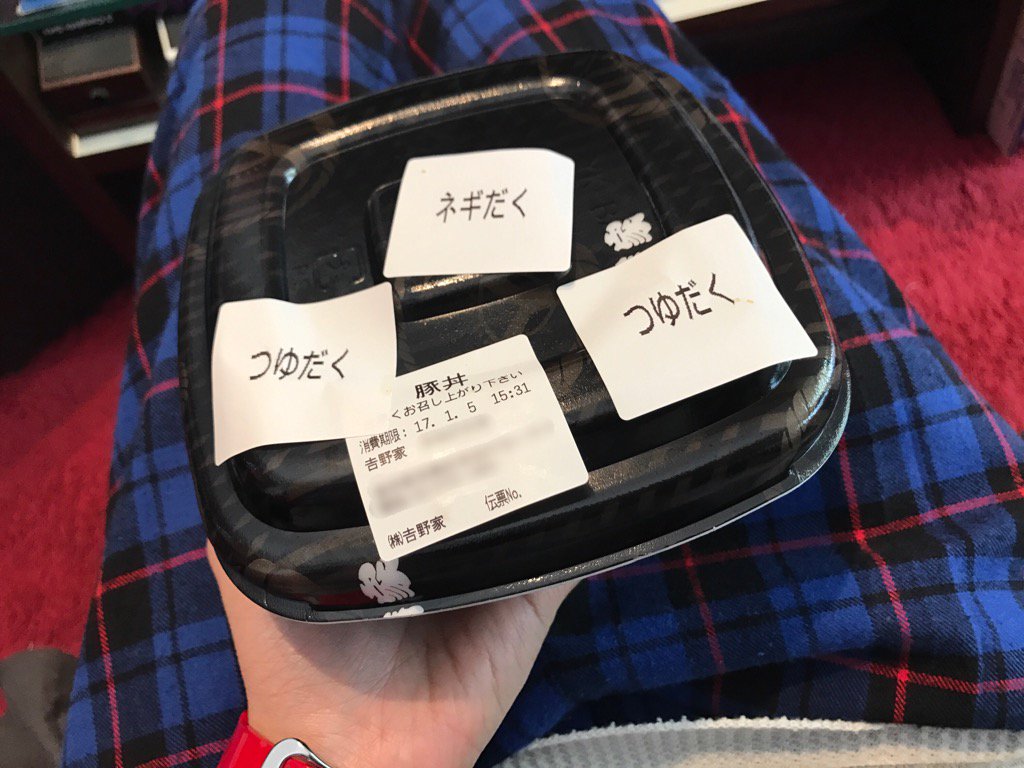 ネギだく
つゆだく
つゆだく
豚丼
くお召し上がり下さい
消費期限: 17. 1. 5 15:31
吉野家
伝票No.
㈱吉野家